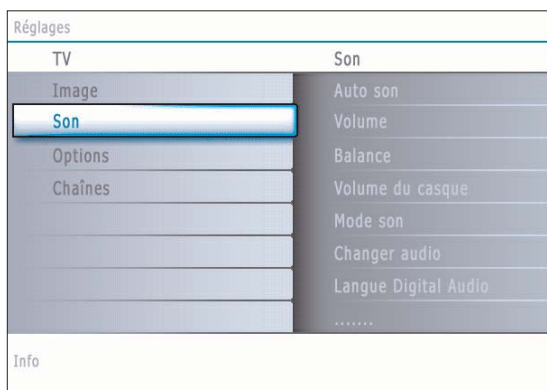 Réglages
TV
Son
Image
Auto son
Son
Volume
Options
Balance
Chaînes
Volume du casque
Mode son
Changer audio
Langue Digital Audio
.......
Info